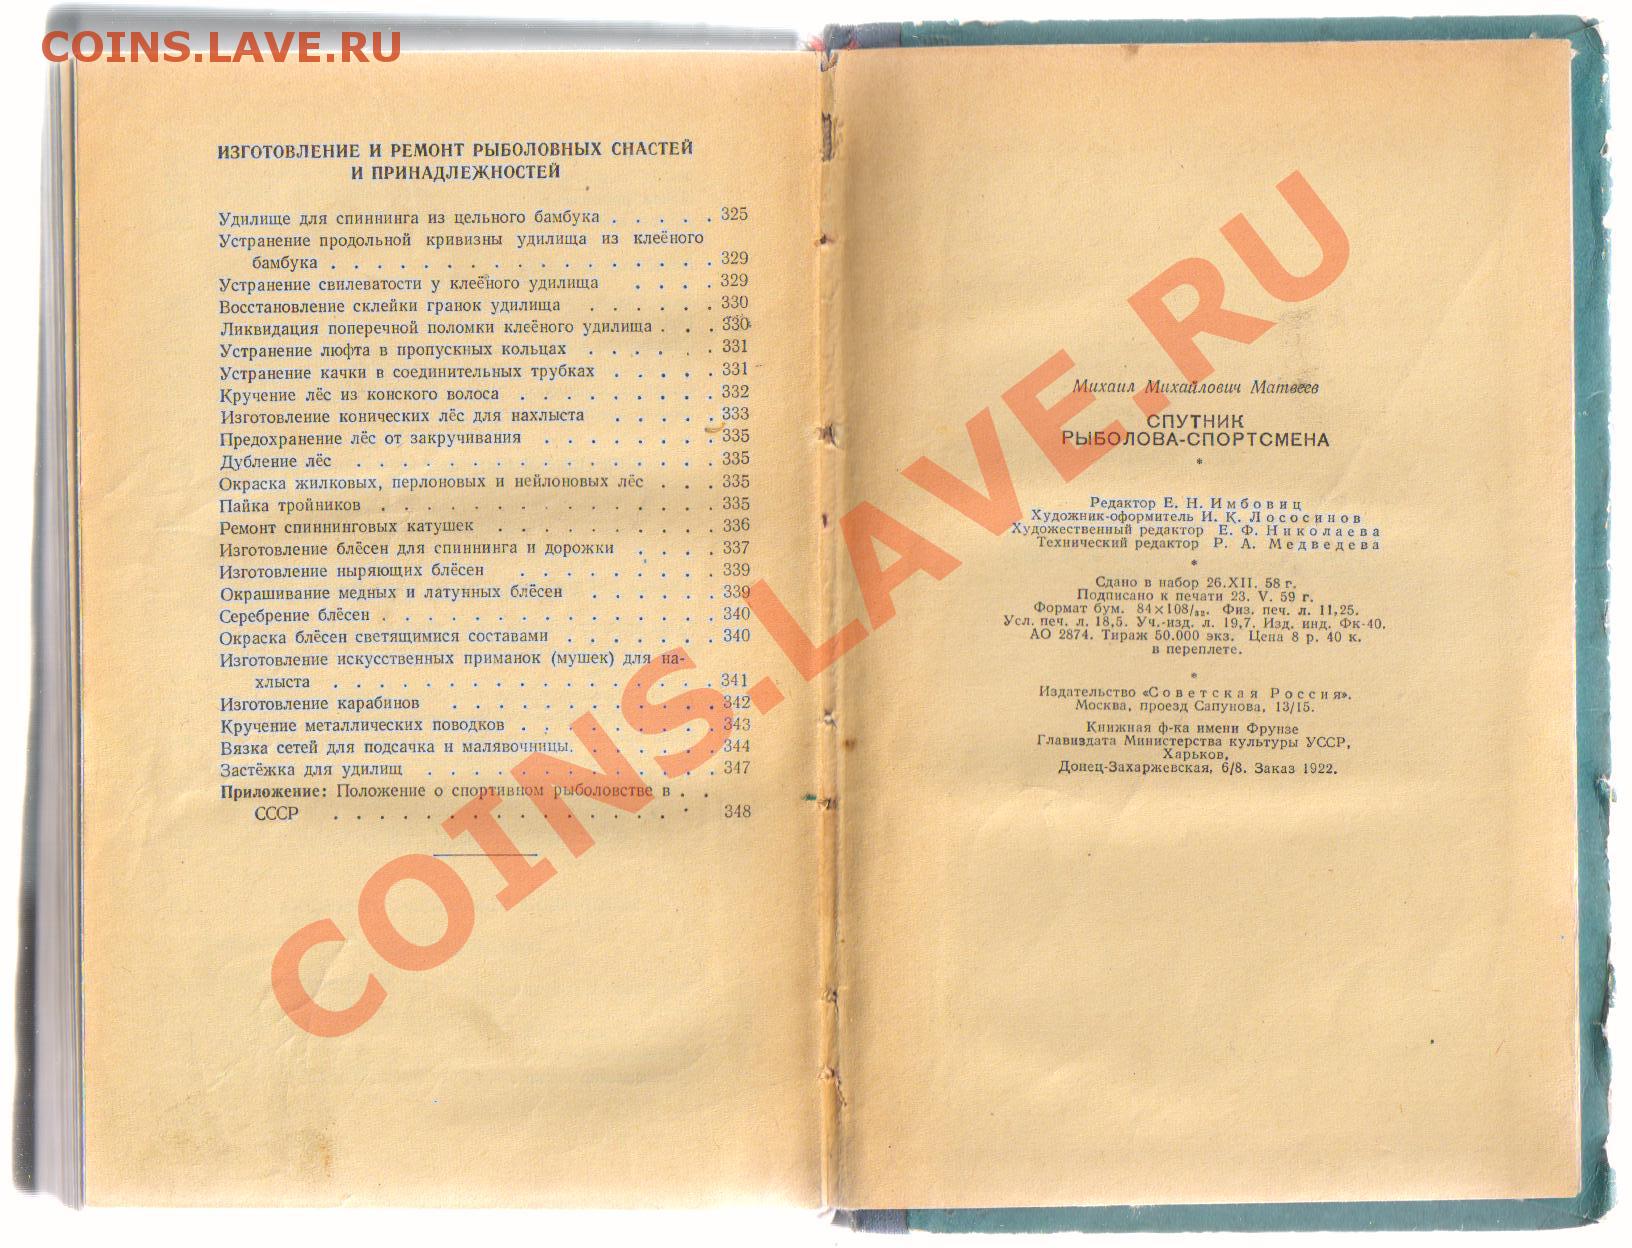 COINS.LAVE.RU
ИЗГОТОВЛЕНИЕ И РЕМОНТ РЫБОЛОВНЫХ СНАСТЕЙ
И ПРИНАДЛЕЖНОСТЕЙ
Удилище для спиннинга из цельного бамбука . . . . . 325
Устранение продольной кривизны удилища из клеёного
бамбука . . . . . . . . . . . . . . . . . 329
Устранение свилеватости у клеёного удилища . . . . 329
Восстановление склейки гранок удилища . . . . . . 330
Ликвидация поперечной поломки клеёного удилища . . . 330
Устранение люфта в пропускных кольцах . . . . . . 331
Устранение качки в соединительных трубках . . . . . 331
Кручение лёс из конского волоса . . . . . . . . . 332
Изготовление конических лёс для нахлыста . . . . . 333
Предохранение лёс от закручивания . . . . . . . . 335
Дубление лёс . . . . . . . . . . . . . . . . 335
Окраска жилковых, перлоновых и нейлоновых лёс . . . 335
Пайка тройников . . . . . . . . . . . . . . . 335
Ремонт спиннинговых катушек . . . . . . . . . . 336
Изготовление блёсен для спиннинга и дорожки . . . . 337
Изготовление ныряющих блёсен . . . . . . . . . 339
Окрашивание медных и латунных блёсен . . . . . . 339
Серебрение блёсен . . . . . . . . . . . . . . . 340
Окраска блёсен светящимися составами . . . . . . . 340
Изготовление искусственных приманок (мушек) для на-
хлыста . . . . . . . . . . . . . . . . . 341
Изготовление карабинов . . . . . . . . . . . . 342
Кручение металлических поводков . . . . . . . . . 343
Вязка сетей для подсачка и малявочницы. . . . . . . 344
Застёжка для удилищ . . . . . . . . . . . . . 347
Приложение: Положение о спортивном рыболовстве в . .
СССР . . . . . . . . . . . . . . . . 348
Михаил Михайлович Матвеев
СПУТНИК
РЫБОЛОВА-СПОРТСМЕНА
*
Редактор Е. Н. Имбовиц
Художник-оформитель И. К. Лососинов
Художественный редактор Е. Ф. Николаева
Технический редактор Р. А. Медведева
*
Сдано в набор 26.XII. 58 г.
Подписано к печати 23. V. 59 г.
Формат бум. 84×108/₃₂. Физ. печ. л. 11,25.
Усл. печ. л. 18,5. Уч.-изд. л. 19,7. Изд. инд. Фк-40.
АО 2874. Тираж 50.000 экз. Цена 8 р. 40 к.
в переплете.
*
Издательство «Советская Россия».
Москва, проезд Сапунова, 13/15.
Книжная ф-ка имени Фрунзе
Главиздата Министерства культуры УССР,
Харьков,
Донец-Захаржевская, 6/8. Заказ 1922.
COINS.LAVE.RU